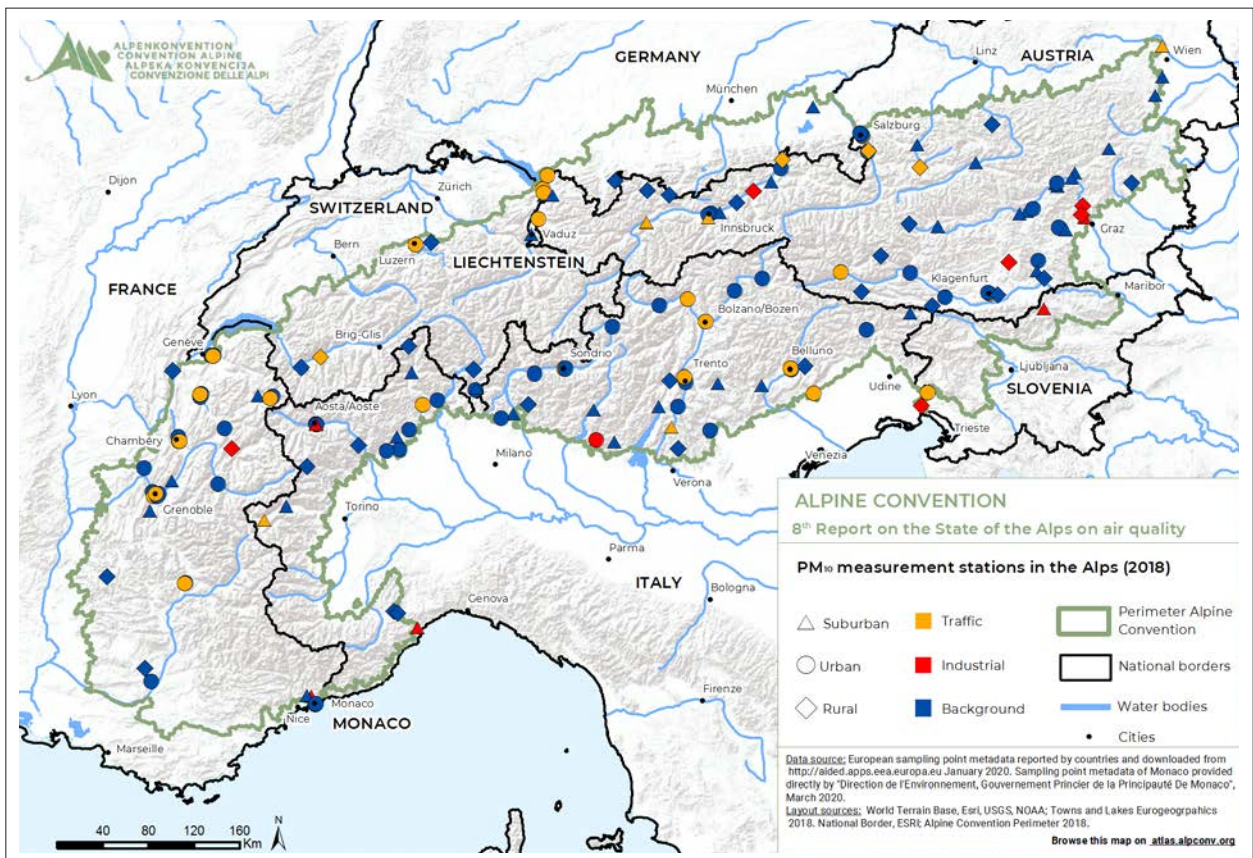 ALPENKONVENTION
CONVENTION ALPINE
ALPSKA KONVENCIJA
CONVENZIONE DELLE ALPI
GERMANY
AUSTRIA
Linz
Wien
München
Salzburg
Dijon
Zürich
SWITZERLAND
Bern
Luzern
Vaduz
LIECHTENSTEIN
Innsbruck
Graz
FRANCE
Klagenfurt
Maribor
Bolzano/Bozen
Genève
Brig-Glis
Sondrio
Trento
Belluno
Udine
Ljubljana
SLOVENIA
Lyon
Aosta/Aoste
Chambéry
Trieste
Milano
Venezia
Verona
Grenoble
Torino
Parma
ITALY
Bologna
Genova
Firenze
Monaco
Nice
MONACO
Marseille
ALPINE CONVENTION
8th Report on the State of the Alps on air quality
PM10 measurement stations in the Alps (2018)
Suburban
Traffic
Perimeter Alpine
Convention
Urban
Industrial
National borders
Rural
Background
Water bodies
Cities
Data source: European sampling point metadata reported by countries and downloaded from
http://aided.apps.eea.europa.eu January 2020. Sampling point metadata of Monaco provided
directly by "Direction de l'Environnement, Gouvernement Princier de la Principauté De Monaco",
March 2020.
Layout sources: World Terrain Base, Esri, USGS, NOAA; Towns and Lakes Eurogeogrpahics
2018. National Border, ESRI; Alpine Convention Perimeter 2018.
Browse this map on atlas.alpconv.org
40 80 120 160
Km
N